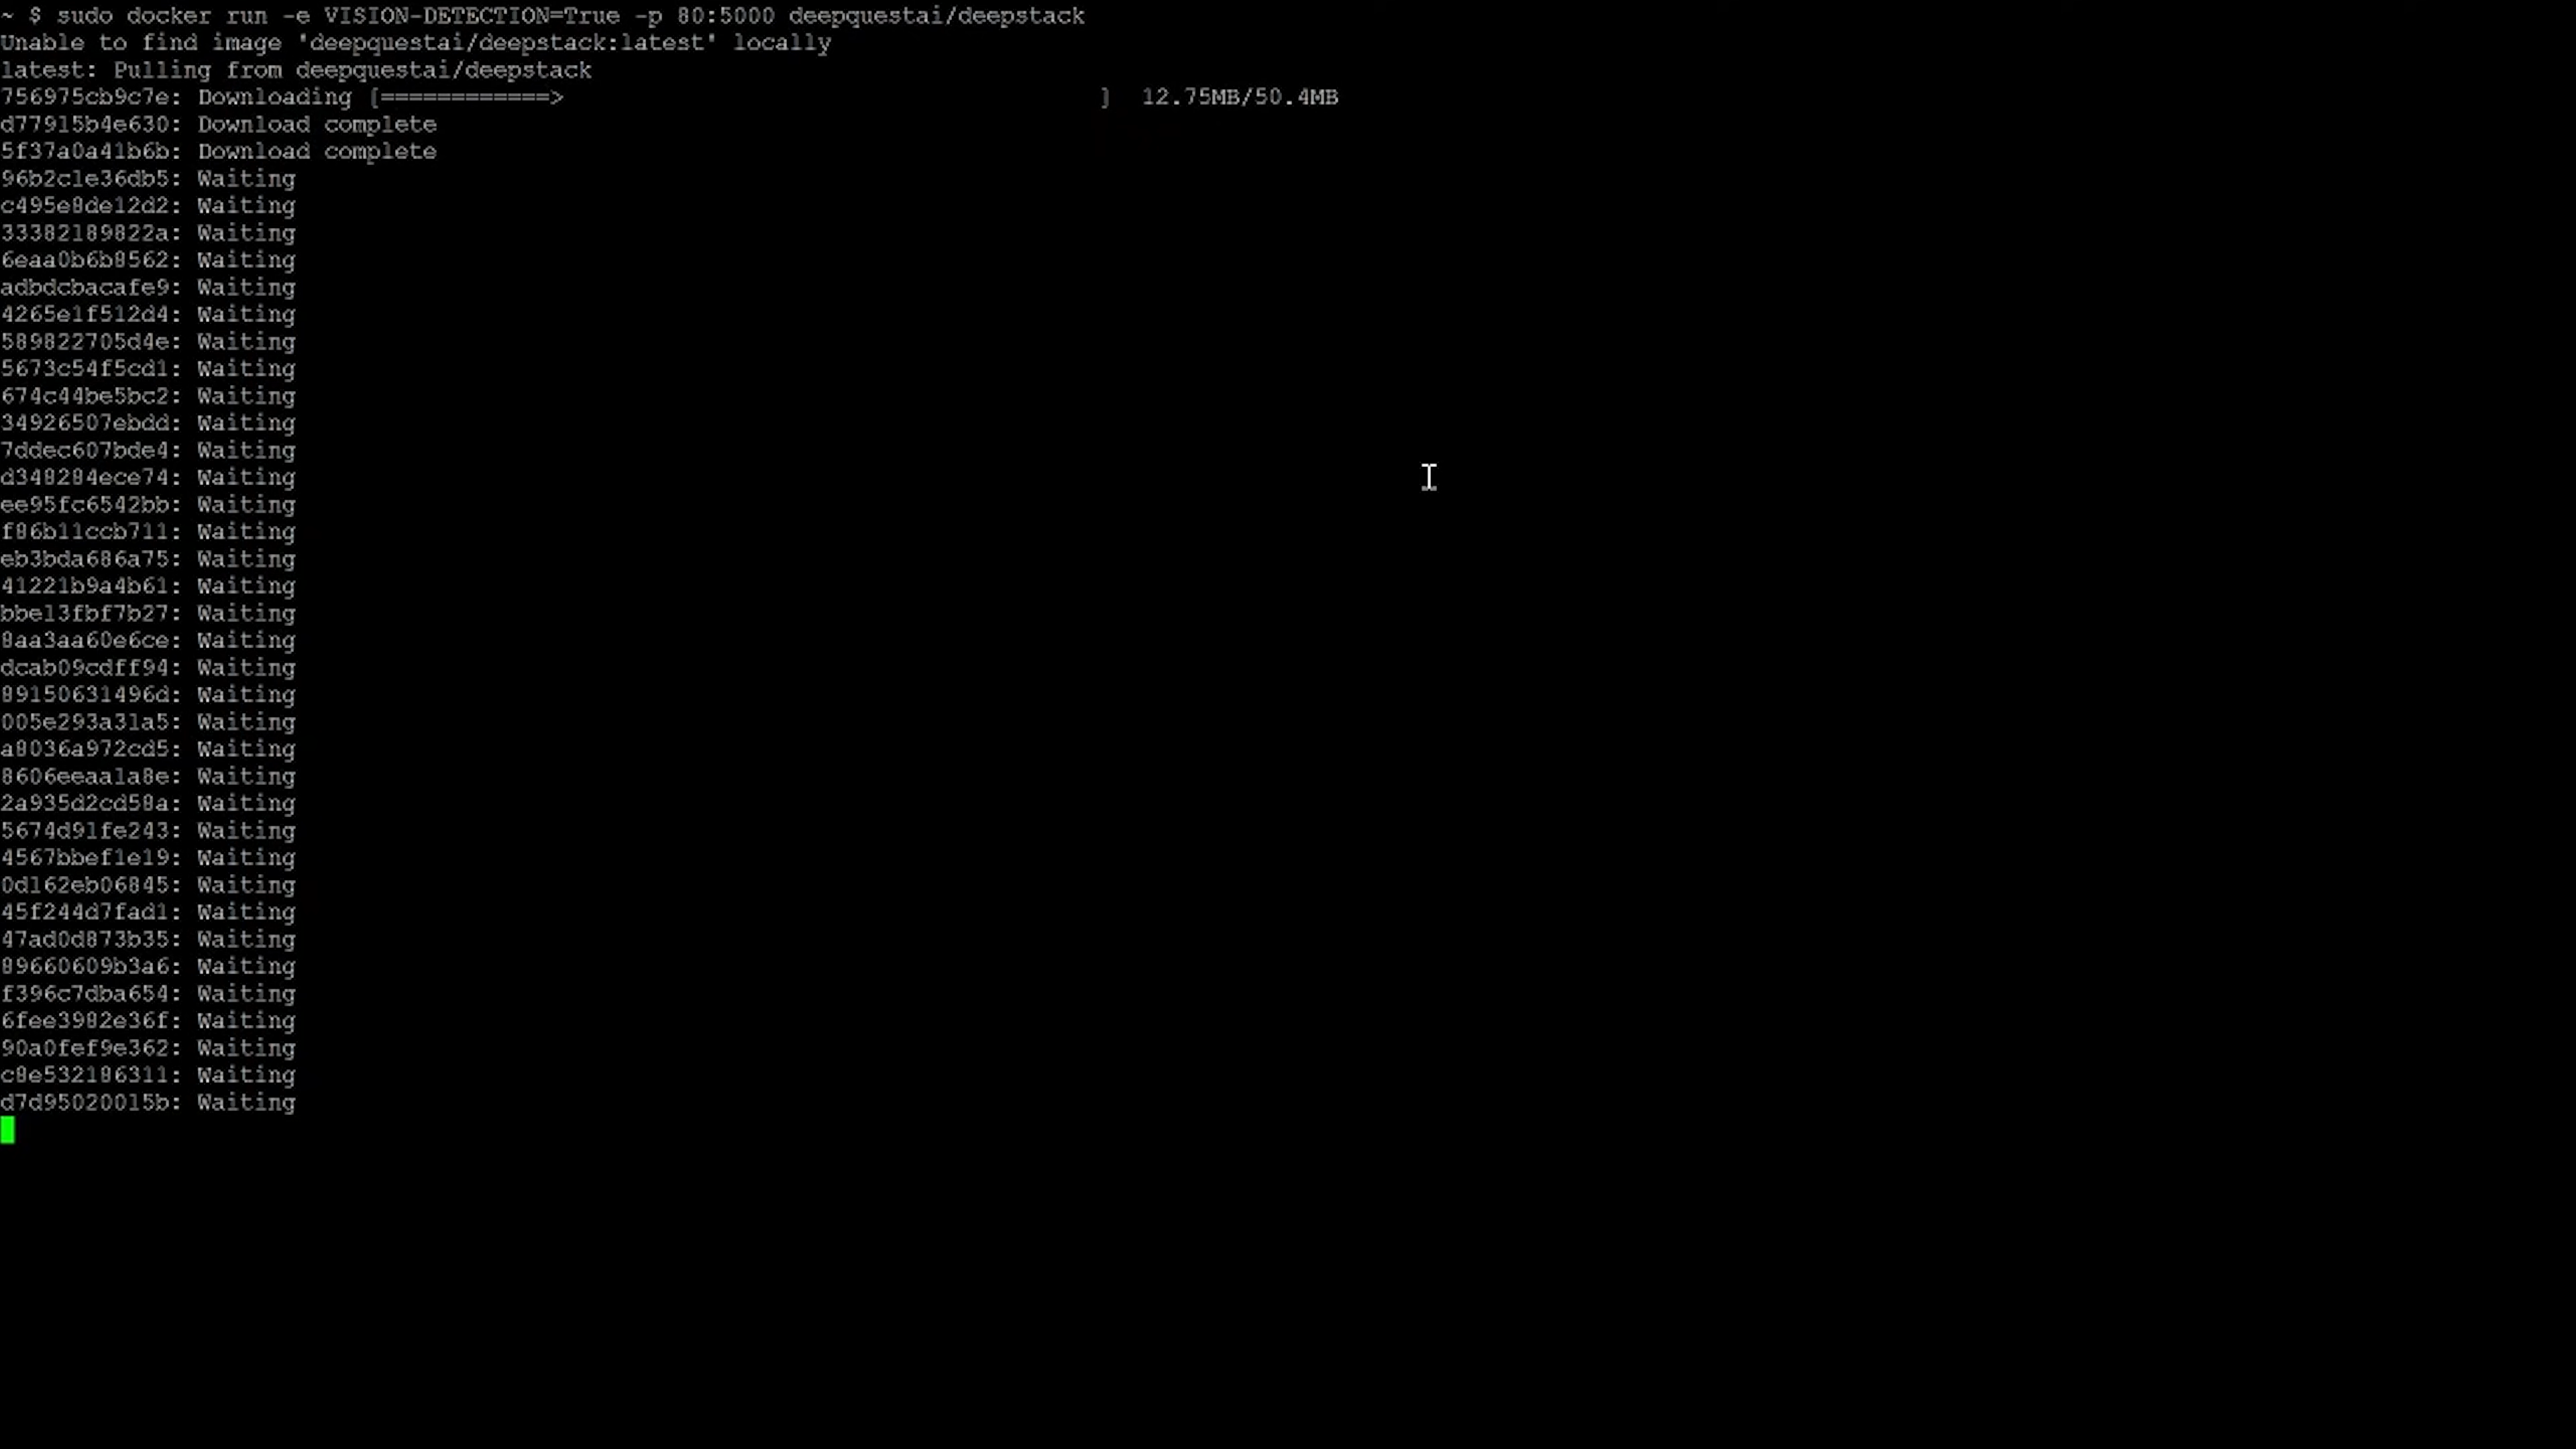 ~ $ sudo docker run -e VISION-DETECTION=True -p 80:5000 deepquestai/deepstack
Unable to find image 'deepquestai/deepstack:latest' locally
latest: Pulling from deepquestai/deepstack
756975cb9c7e: Downloading [============>                                      ]  12.75MB/50.4MB
d77915b4e630: Download complete
5f37a0a41b6b: Download complete
96b2c1e36db5: Waiting
c495e8de12d2: Waiting
33382189822a: Waiting
6eaa0b6b8562: Waiting
adbdcbacafe9: Waiting
4265e1f512d4: Waiting
589822705d4e: Waiting
5673c54f5cd1: Waiting
674c44be5bc2: Waiting
34926507ebdd: Waiting
7ddec607bde4: Waiting
d348284ece74: Waiting
ee95fc6542bb: Waiting
f86b11ccb711: Waiting
eb3bda686a75: Waiting
41221b9a4b61: Waiting
bbe13fbf7b27: Waiting
8aa3aa60e6ce: Waiting
dcab09cdff94: Waiting
89150631496d: Waiting
005e293a31a5: Waiting
a8036a972cd5: Waiting
8606eeaa1a8e: Waiting
2a935d2cd58a: Waiting
5674d91fe243: Waiting
4567bbef1e19: Waiting
0d162eb06845: Waiting
45f244d7fad1: Waiting
47ad0d873b35: Waiting
89660609b3a6: Waiting
f396c7dba654: Waiting
6fee3982e36f: Waiting
90a0fef9e362: Waiting
c8e532186311: Waiting
d7d95020015b: Waiting